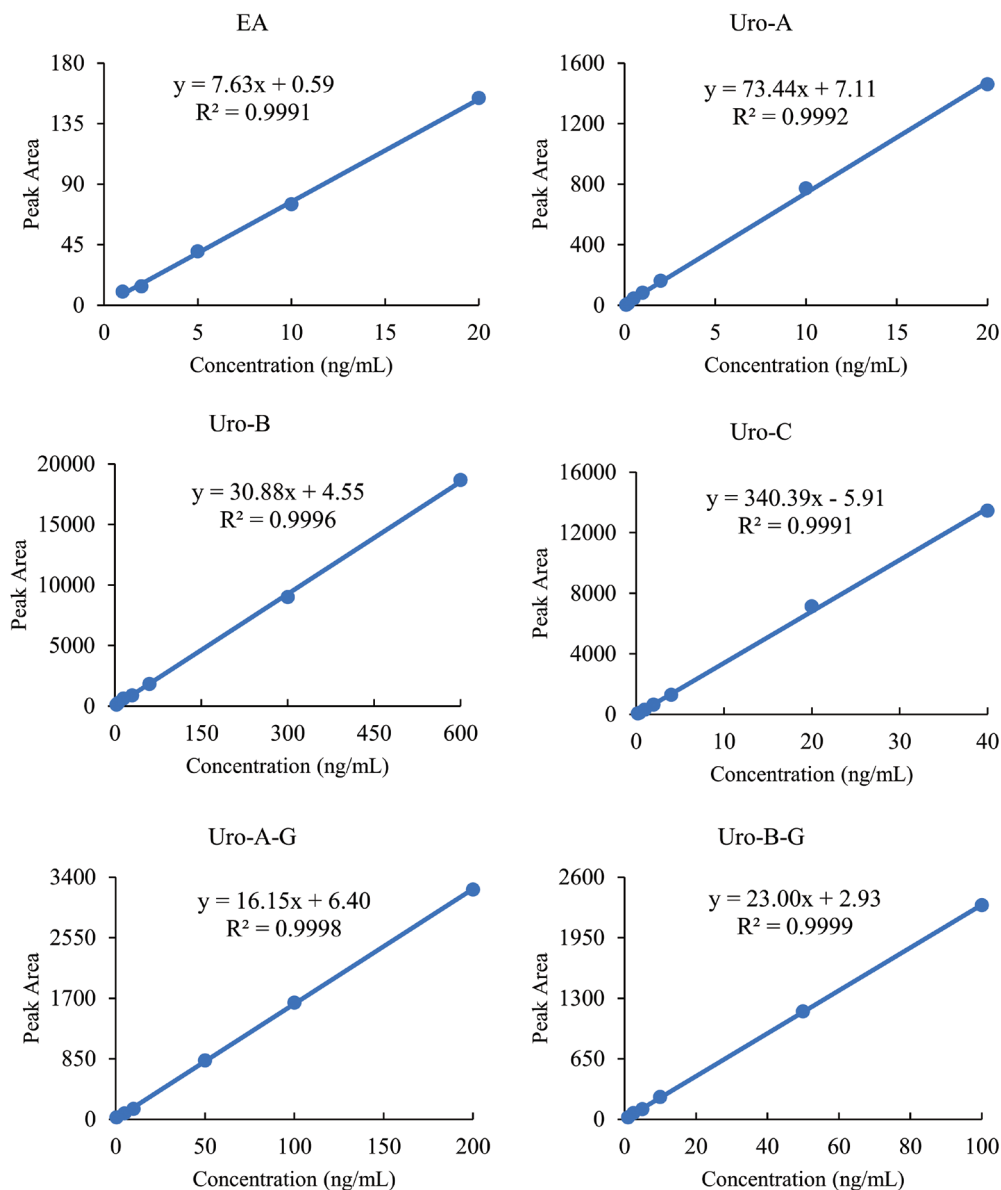 EA
180
135
90
45
0
y = 7.63x + 0.59
R² = 0.9991
Peak Area
0 5 10 15 20
Concentration (ng/mL)
Uro-A
1600
1200
800
400
0
y = 73.44x + 7.11
R² = 0.9992
Peak Area
0 5 10 15 20
Concentration (ng/mL)
Uro-B
20000
15000
10000
5000
0
y = 30.88x + 4.55
R² = 0.9996
Peak Area
0 150 300 450 600
Concentration (ng/mL)
Uro-C
16000
12000
8000
4000
0
y = 340.39x - 5.91
R² = 0.9991
Peak Area
0 10 20 30 40
Concentration (ng/mL)
Uro-A-G
3400
2550
1700
850
0
y = 16.15x + 6.40
R² = 0.9998
Peak Area
0 50 100 150 200
Concentration (ng/mL)
Uro-B-G
2600
1950
1300
650
0
y = 23.00x + 2.93
R² = 0.9999
Peak Area
0 20 40 60 80 100
Concentration (ng/mL)